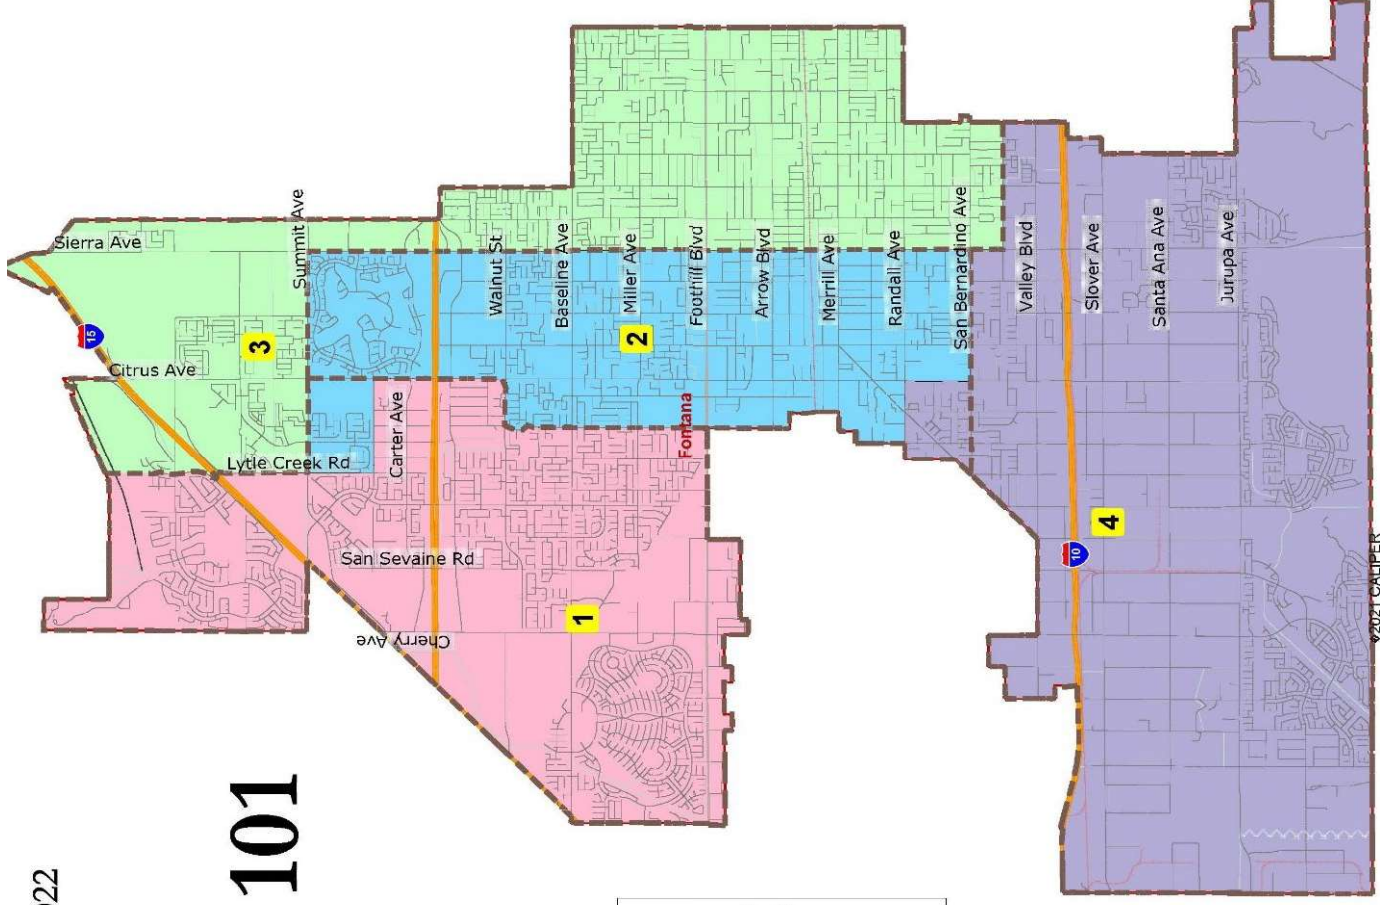 022
101
15
Sierra Ave
Summit Ave
3
Citrus Ave
Carter Ave
Lytle Creek Rd
San Sevaine Rd
Cherry Ave
Walnut St
Baseline Ave
Miller Ave
2
Foothill Blvd
Fontana
Arrow Blvd
Merrill Ave
Randall Ave
San Bernardino Ave
1
Valley Blvd
Slover Ave
Santa Ana Ave
Jurupa Ave
4
10
©2021 CALIPER